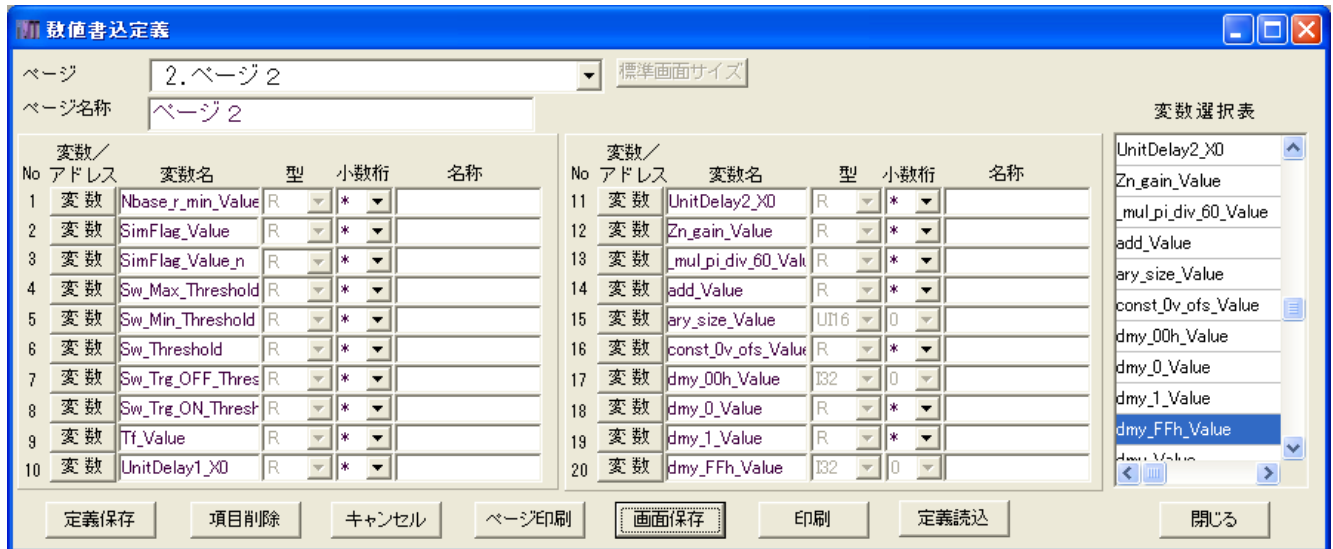 数値書込定義
ページ 2.ページ２ 標準画面サイズ
ページ名称 ページ２
変数選択表
変数／ 変数／
No アドレス 変数名 型 小数桁 名称 No アドレス 変数名 型 小数桁 名称
1 変数 Nbase_r_min_Value R * 11 変数 UnitDelay2_X0 R *
2 変数 SimFlag_Value R * 12 変数 Zn_gain_Value R *
3 変数 SimFlag_Value_n R * 13 変数 _mul_pi_div_60_Valu R *
4 変数 Sw_Max_Threshold R * 14 変数 add_Value R *
5 変数 Sw_Min_Threshold R * 15 変数 ary_size_Value UI16 0
6 変数 Sw_Threshold R * 16 変数 const_0v_ofs_Value R *
7 変数 Sw_Trg_OFF_Thres R * 17 変数 dmy_00h_Value I32 0
8 変数 Sw_Trg_ON_Thresh R * 18 変数 dmy_0_Value R *
9 変数 Tf_Value R * 19 変数 dmy_1_Value R *
10 変数 UnitDelay1_X0 R * 20 変数 dmy_FFh_Value I32 0
UnitDelay2_X0
Zn_gain_Value
_mul_pi_div_60_Value
add_Value
ary_size_Value
const_0v_ofs_Value
dmy_00h_Value
dmy_0_Value
dmy_1_Value
dmy_FFh_Value
定義保存 項目削除 キャンセル ページ印刷 画面保存 印刷 定義読込 閉じる